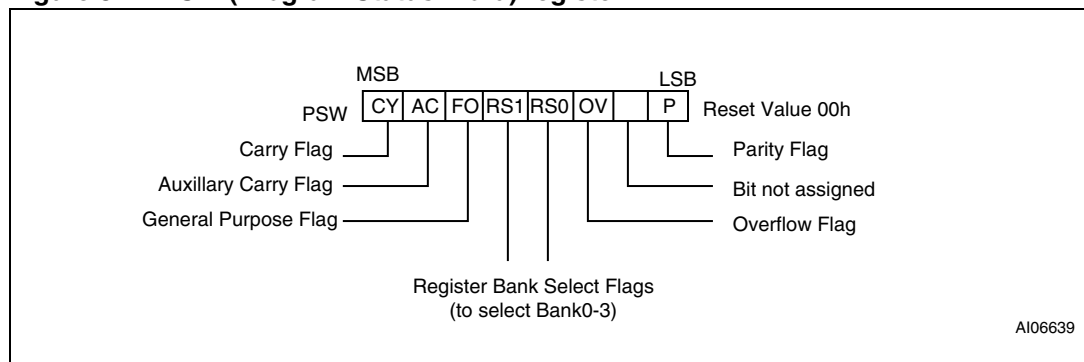 MSB LSB
PSW CY AC FO RS1 RS0 OV P Reset Value 00h
Carry Flag Parity Flag
Auxillary Carry Flag Bit not assigned
General Purpose Flag Overflow Flag
Register Bank Select Flags
(to select Bank0-3)
AI06639